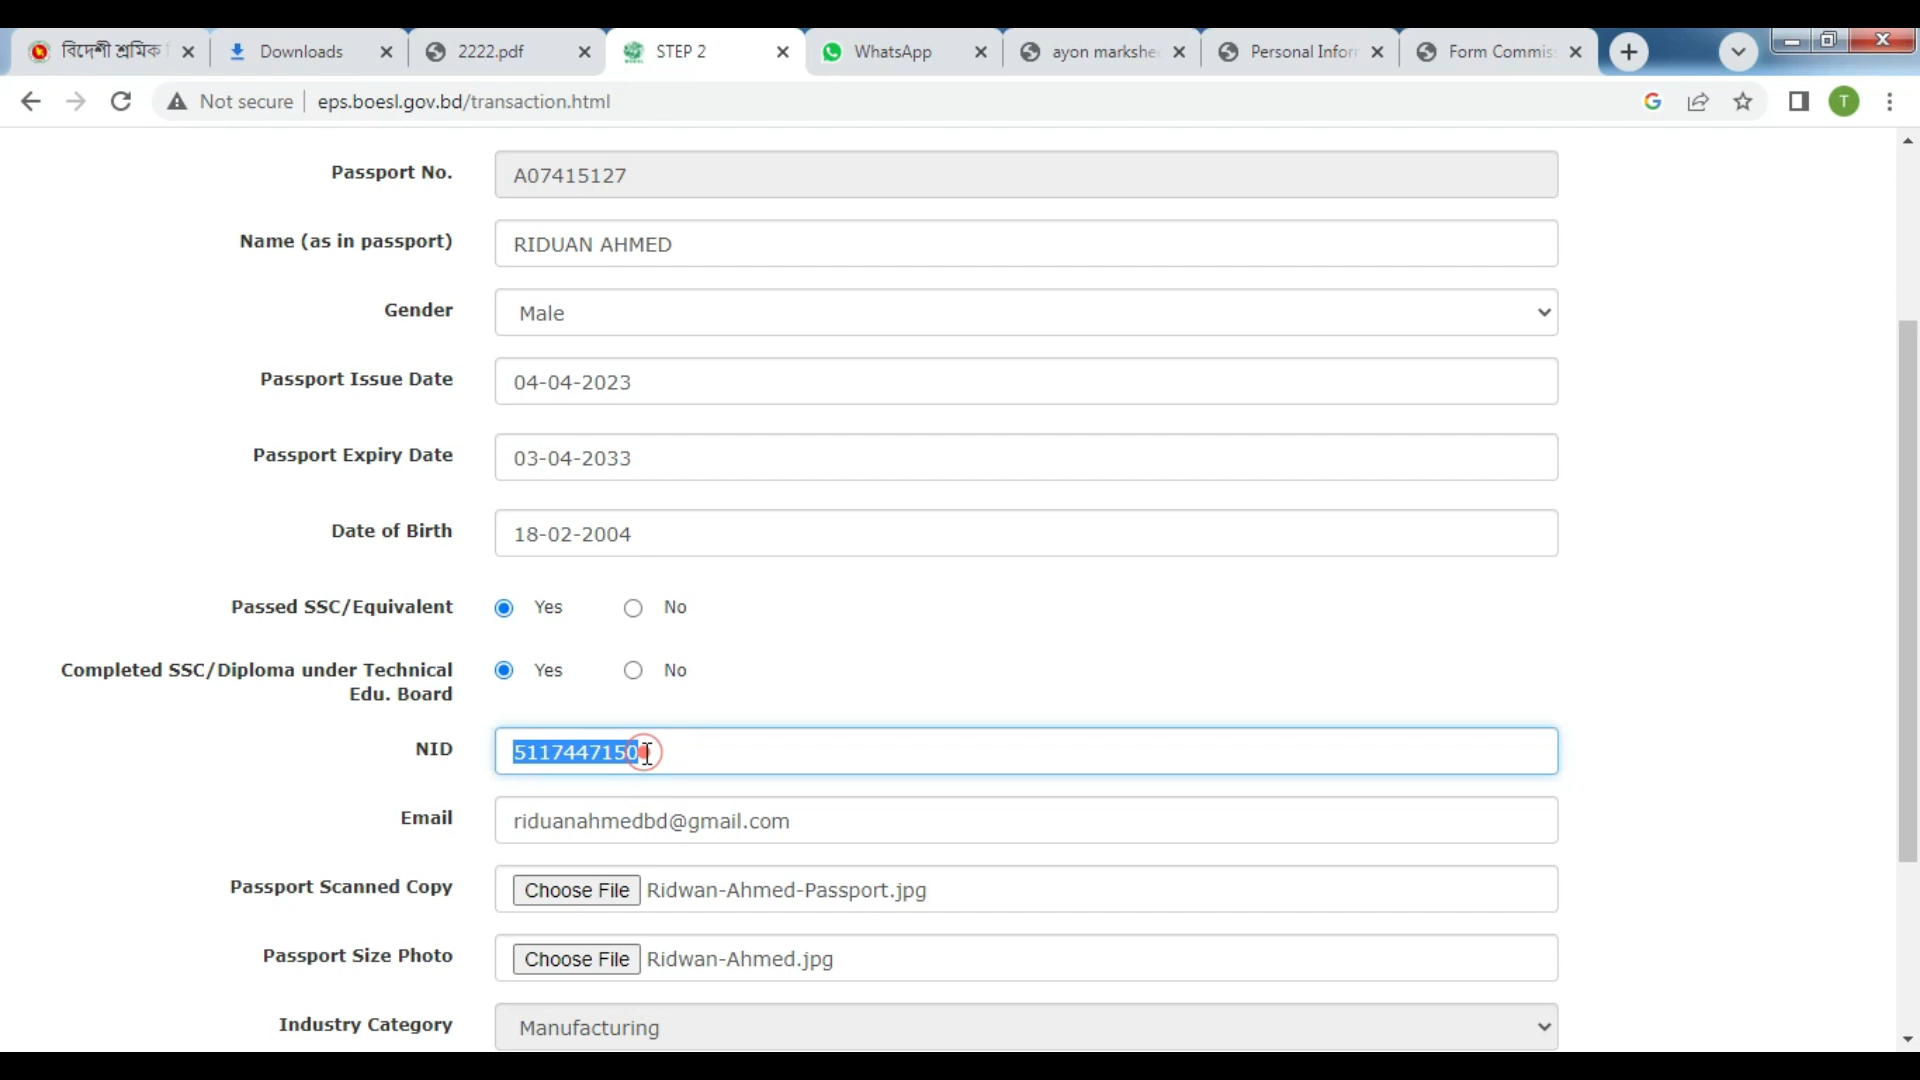 বিদেশী শ্রমিক
Downloads
2222.pdf
STEP 2
WhatsApp
ayon markshe
Personal Infor
Form Commis
Not secure
eps.boesl.gov.bd/transaction.html
G
T
Passport No.
A07415127
Name (as in passport)
RIDUAN AHMED
Gender
Male
Passport Issue Date
04-04-2023
Passport Expiry Date
03-04-2033
Date of Birth
18-02-2004
Passed SSC/Equivalent
Yes No
Completed SSC/Diploma under Technical
Edu. Board
Yes No
NID
5117447150
Email
riduanahmedbd@gmail.com
Passport Scanned Copy
Choose File Ridwan-Ahmed-Passport.jpg
Passport Size Photo
Choose File Ridwan-Ahmed.jpg
Industry Category
Manufacturing